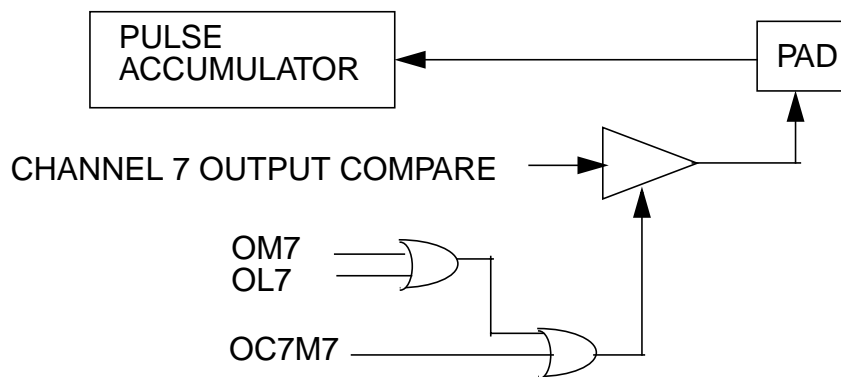 PULSE
ACCUMULATOR
PAD
CHANNEL 7 OUTPUT COMPARE
OM7
OL7
OC7M7